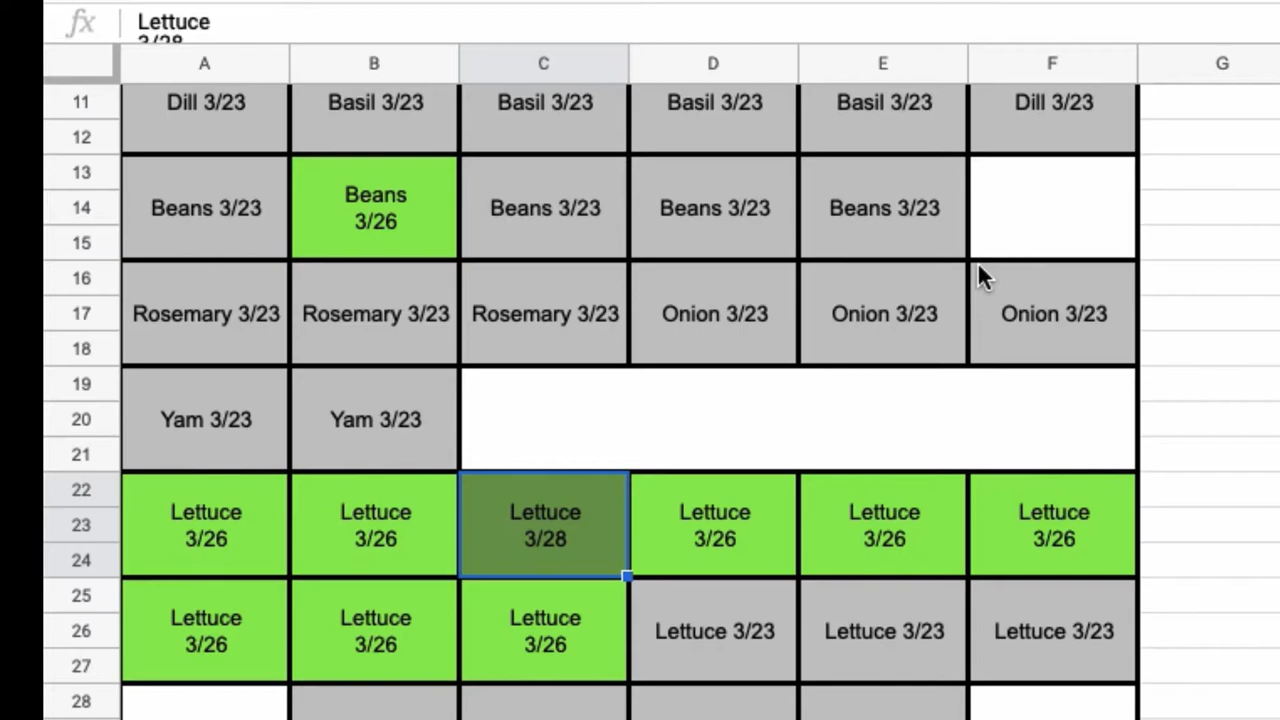 fx Lettuce
3/28
A B C D E F G
11 Dill 3/23 Basil 3/23 Basil 3/23 Basil 3/23 Basil 3/23 Dill 3/23
12
13
14 Beans 3/23 Beans 3/26 Beans 3/23 Beans 3/23 Beans 3/23
15
16
17 Rosemary 3/23 Rosemary 3/23 Rosemary 3/23 Onion 3/23 Onion 3/23 Onion 3/23
18
19
20 Yam 3/23 Yam 3/23
21
22
Lettuce Lettuce Lettuce Lettuce Lettuce Lettuce
23
3/26 3/26 3/28 3/26 3/26 3/26
24
25
Lettuce Lettuce Lettuce
26 Lettuce 3/23 Lettuce 3/23 Lettuce 3/23
3/26 3/26 3/26
27
28